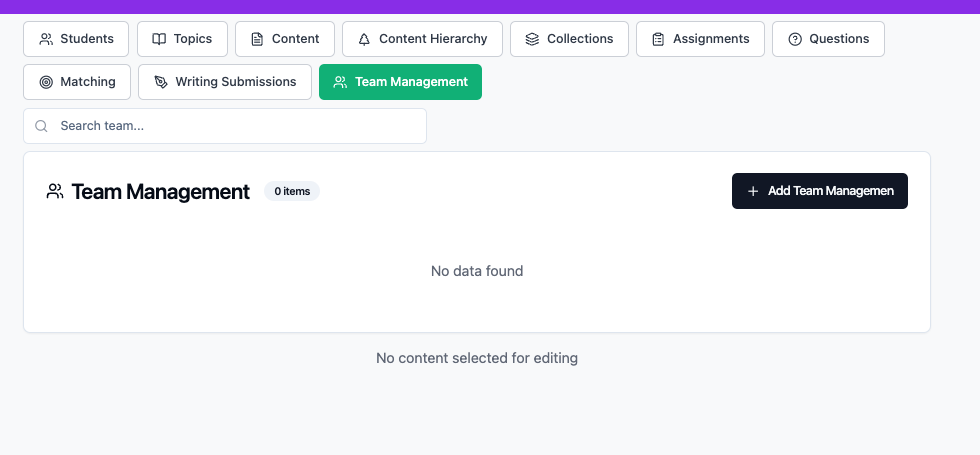 Students Topics Content Content Hierarchy Collections Assignments Questions
Matching Writing Submissions Team Management
Search team...
Team Management 0 items + Add Team Managemen
No data found
No content selected for editing